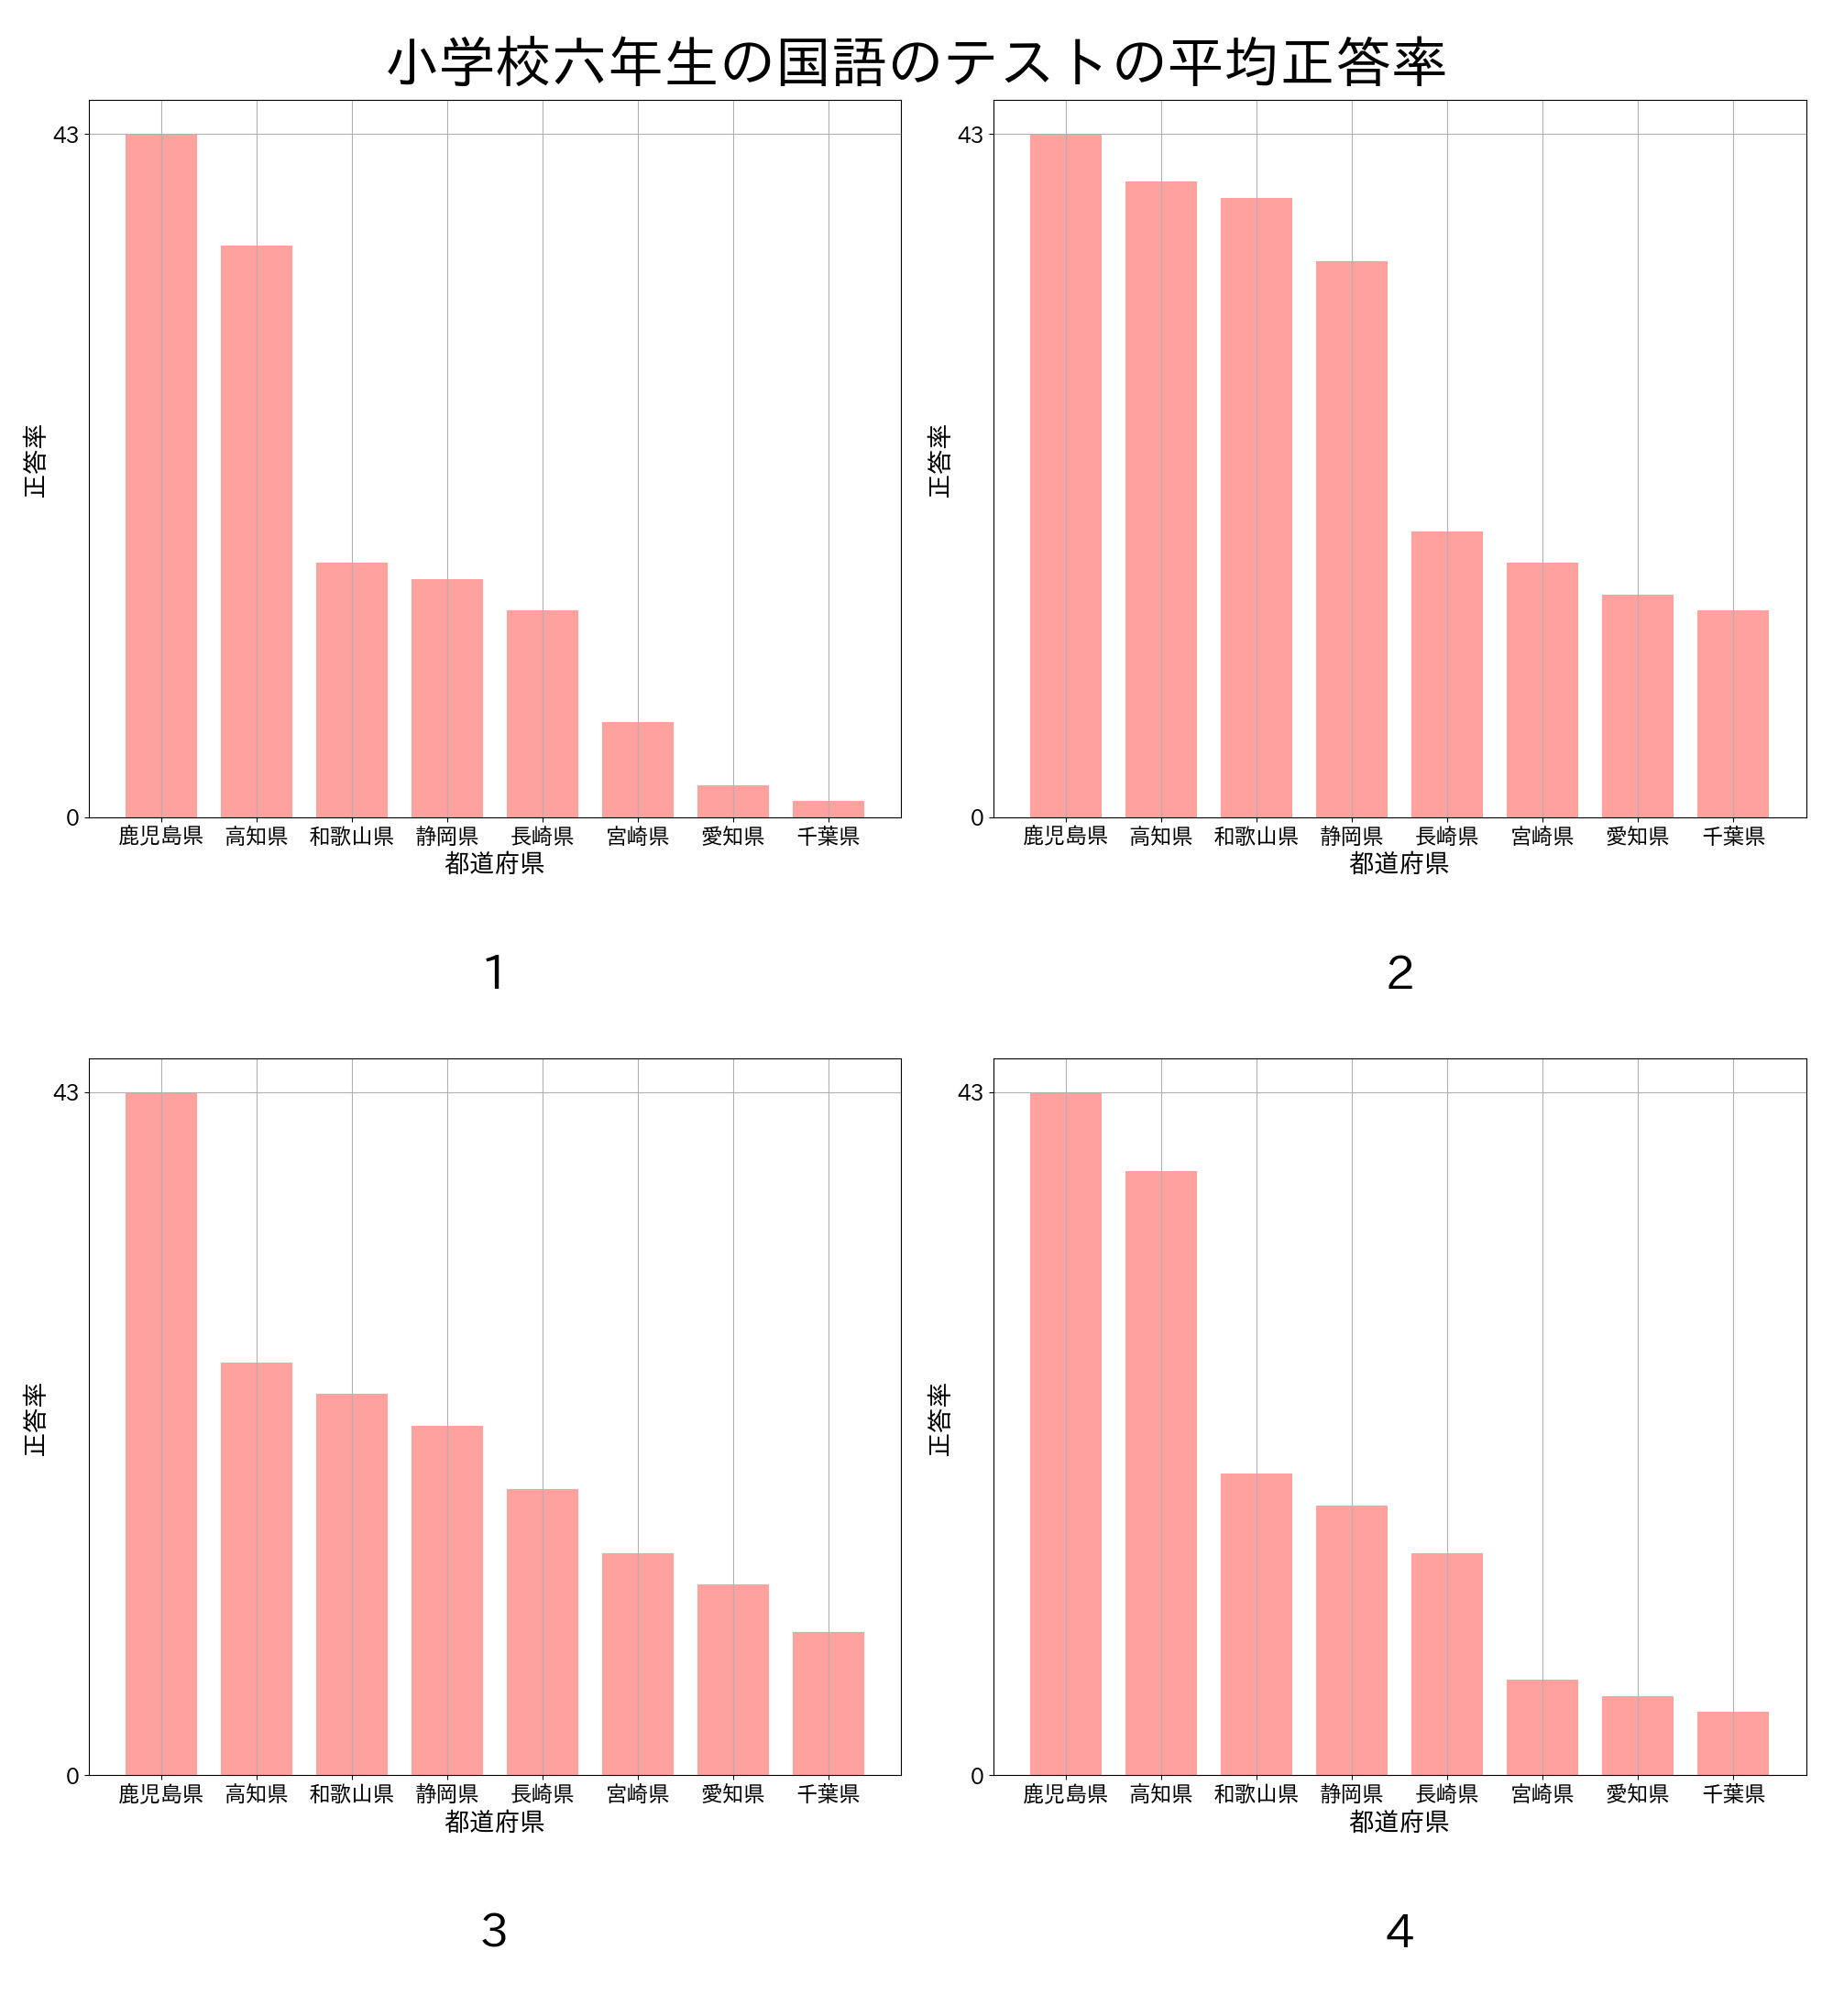 小学校六年生の国語のテストの平均正答率
43
正答率
0
鹿児島県 高知県 和歌山県 静岡県 長崎県 宮崎県 愛知県 千葉県
都道府県
1
43
正答率
0
鹿児島県 高知県 和歌山県 静岡県 長崎県 宮崎県 愛知県 千葉県
都道府県
2
43
正答率
0
鹿児島県 高知県 和歌山県 静岡県 長崎県 宮崎県 愛知県 千葉県
都道府県
3
43
正答率
0
鹿児島県 高知県 和歌山県 静岡県 長崎県 宮崎県 愛知県 千葉県
都道府県
4